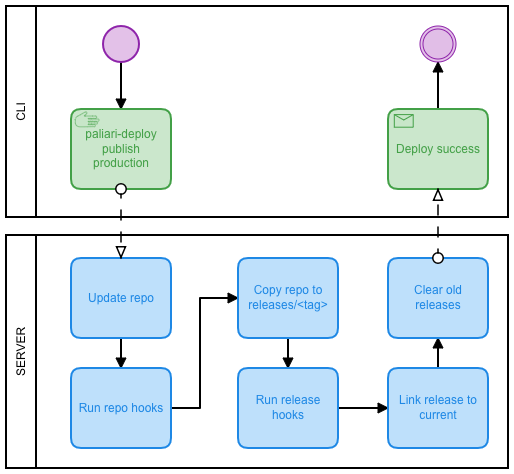 CLI
paliari-deploy
publish
production
Deploy success
SERVER
Update repo
Copy repo to
releases/<tag>
Clear old
releases
Run repo hooks
Run release
hooks
Link release to
current